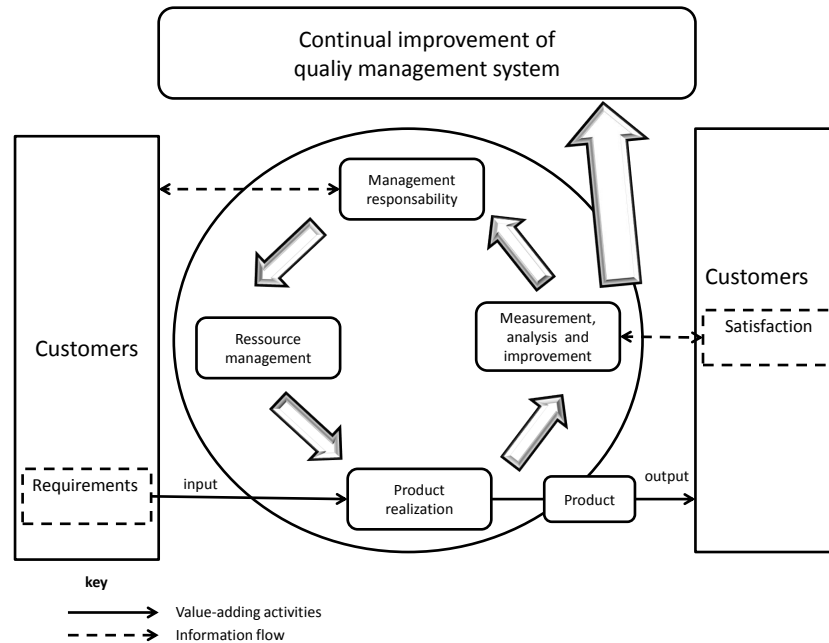 Continual improvement of
qualiy management system
Management
responsability
Customers
Satisfaction
Measurement,
analysis and
improvement
Ressource
management
Customers
Requirements
input
Product
realization
Product
output
key
Value-adding activities
Information flow